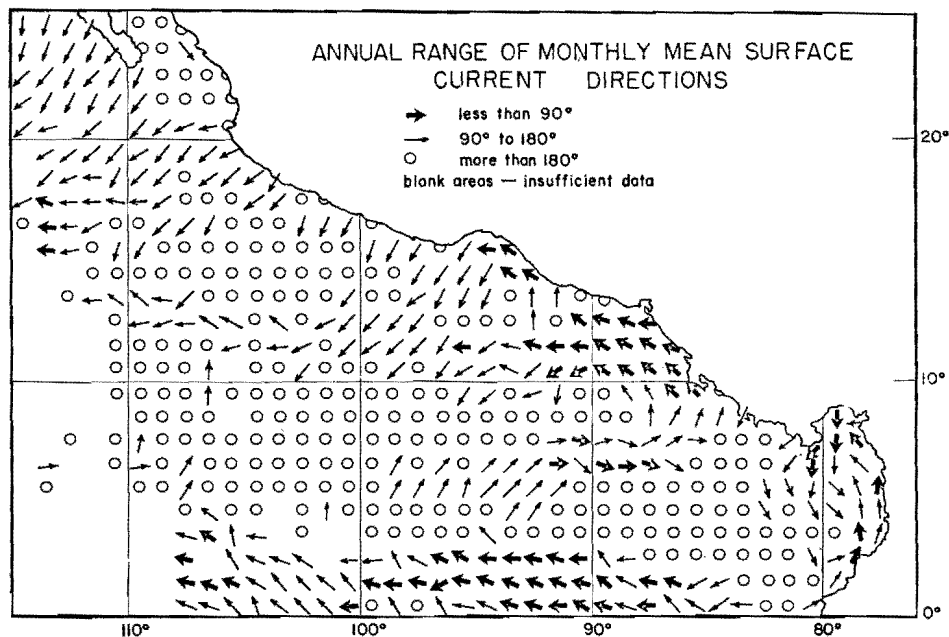 ANNUAL RANGE OF MONTHLY MEAN SURFACE
CURRENT DIRECTIONS
less than 90°
90° to 180°
more than 180°
blank areas — insufficient data
20°
10°
0°
110°
100°
90°
80°